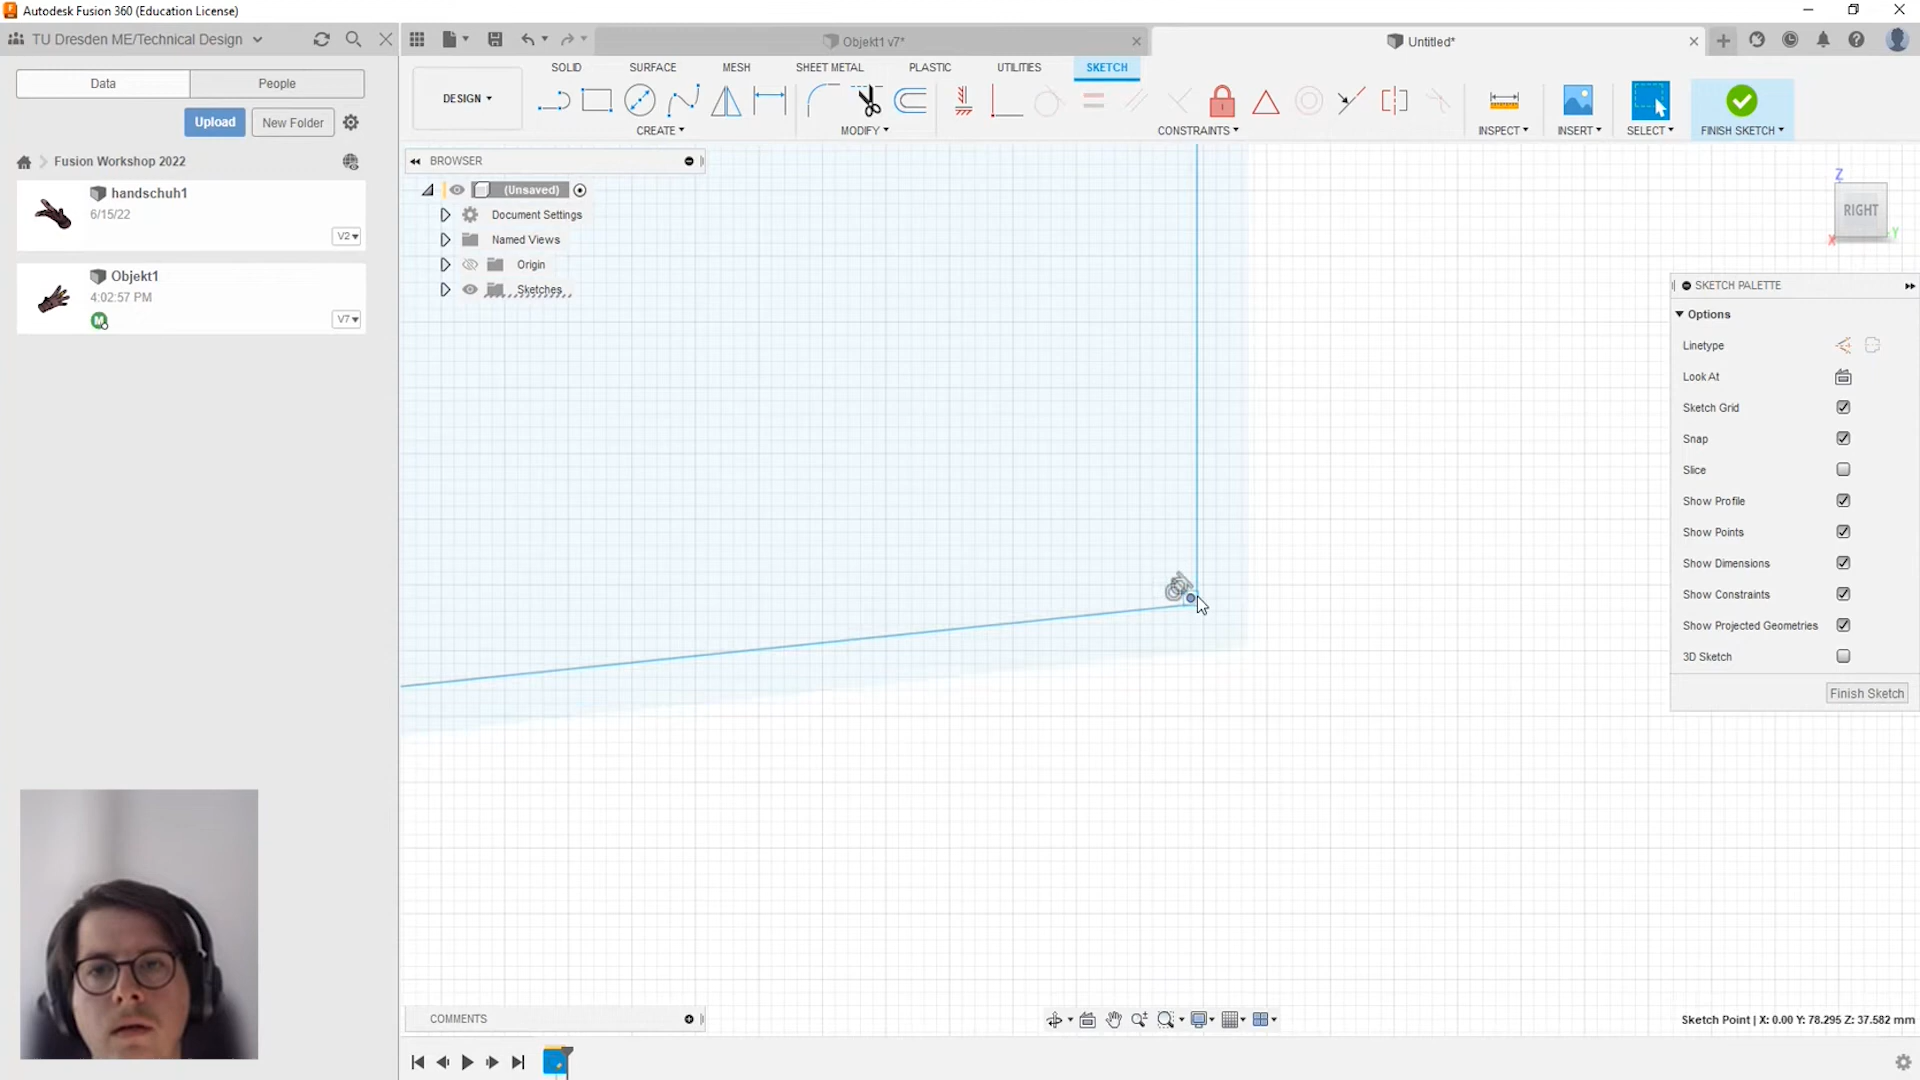 Autodesk Fusion 360 (Education License)
TU Dresden ME/Technical Design
Objekt1 v7*
Untitled*
Data
People
Upload
New Folder
Fusion Workshop 2022
handschuh1
6/15/22
V2
Objekt1
4:02:57 PM
M
V7
DESIGN
SOLID
SURFACE
MESH
SHEET METAL
PLASTIC
UTILITIES
SKETCH
CREATE
MODIFY
CONSTRAINTS
INSPECT
INSERT
SELECT
FINISH SKETCH
BROWSER
(Unsaved)
Document Settings
Named Views
Origin
Sketches
Z
RIGHT
X
Y
SKETCH PALETTE
Options
Linetype
Look At
Sketch Grid
Snap
Slice
Show Profile
Show Points
Show Dimensions
Show Constraints
Show Projected Geometries
3D Sketch
Finish Sketch
COMMENTS
Sketch Point | X: 0.00 Y: 78.295 Z: 37.582 mm